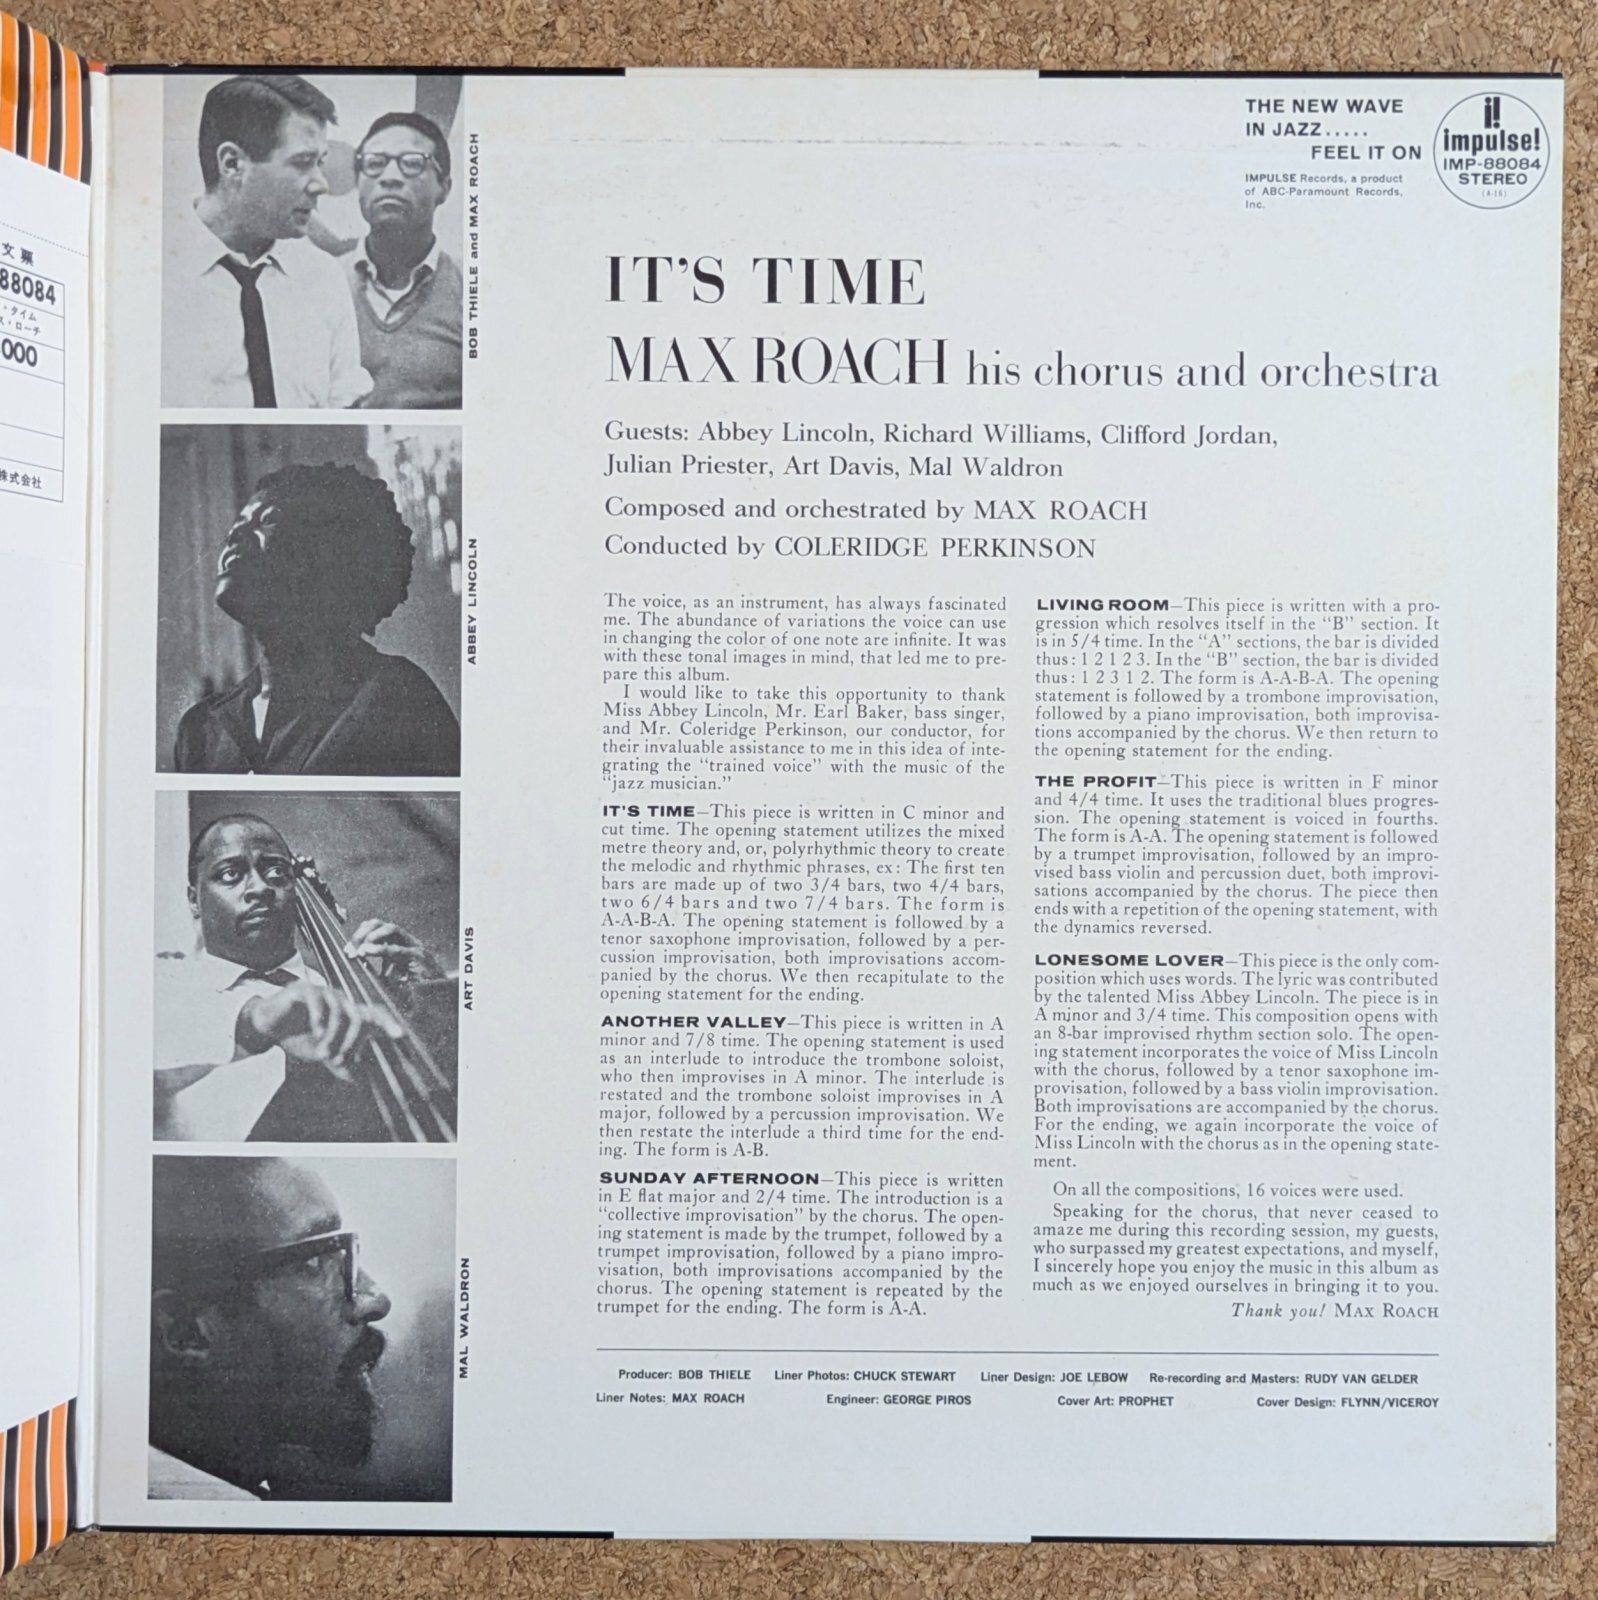 文票
88084
・タイム
ス・ローチ
000
株式会社
BOB THIELE and MAX ROACH
ABBEY LINCOLN
ART DAVIS
MAL WALDRON
THE NEW WAVE
IN JAZZ.....
FEEL IT ON
IMPULSE Records, a product
of ABC-Paramount Records,
Inc.
i!
impulse!
IMP-88084
STEREO
(A-16)
IT'S TIME
MAX ROACH his chorus and orchestra
Guests: Abbey Lincoln, Richard Williams, Clifford Jordan,
Julian Priester, Art Davis, Mal Waldron
Composed and orchestrated by MAX ROACH
Conducted by COLERIDGE PERKINSON
The voice, as an instrument, has always fascinated
me. The abundance of variations the voice can use
in changing the color of one note are infinite. It was
with these tonal images in mind, that led me to pre-
pare this album.
I would like to take this opportunity to thank
Miss Abbey Lincoln, Mr. Earl Baker, bass singer,
and Mr. Coleridge Perkinson, our conductor, for
their invaluable assistance to me in this idea of inte-
grating the "trained voice" with the music of the
"jazz musician."
IT'S TIME—This piece is written in C minor and
cut time. The opening statement utilizes the mixed
metre theory and, or, polyrhythmic theory to create
the melodic and rhythmic phrases, ex: The first ten
bars are made up of two 3/4 bars, two 4/4 bars,
two 6/4 bars and two 7/4 bars. The form is
A-A-B-A. The opening statement is followed by a
tenor saxophone improvisation, followed by a per-
cussion improvisation, both improvisations accom-
panied by the chorus. We then recapitulate to the
opening statement for the ending.
ANOTHER VALLEY—This piece is written in A
minor and 7/8 time. The opening statement is used
as an interlude to introduce the trombone soloist,
who then improvises in A minor. The interlude is
restated and the trombone soloist improvises in A
major, followed by a percussion improvisation. We
then restate the interlude a third time for the end-
ing. The form is A-B.
SUNDAY AFTERNOON—This piece is written
in E flat major and 2/4 time. The introduction is a
"collective improvisation" by the chorus. The open-
ing statement is made by the trumpet, followed by a
trumpet improvisation, followed by a piano impro-
visation, both improvisations accompanied by the
chorus. The opening statement is repeated by the
trumpet for the ending. The form is A-A.
LIVING ROOM—This piece is written with a pro-
gression which resolves itself in the "B" section. It
is in 5/4 time. In the "A" sections, the bar is divided
thus: 1 2 1 2 3. In the "B" section, the bar is divided
thus: 1 2 3 1 2. The form is A-A-B-A. The opening
statement is followed by a trombone improvisation,
followed by a piano improvisation, both improvisa-
tions accompanied by the chorus. We then return to
the opening statement for the ending.
THE PROFIT—This piece is written in F minor
and 4/4 time. It uses the traditional blues progres-
sion. The opening statement is voiced in fourths.
The form is A-A. The opening statement is followed
by a trumpet improvisation, followed by an impro-
vised bass violin and percussion duet, both improvi-
sations accompanied by the chorus. The piece then
ends with a repetition of the opening statement, with
the dynamics reversed.
LONESOME LOVER—This piece is the only com-
position which uses words. The lyric was contributed
by the talented Miss Abbey Lincoln. The piece is in
A minor and 3/4 time. This composition opens with
an 8-bar improvised rhythm section solo. The open-
ing statement incorporates the voice of Miss Lincoln
with the chorus, followed by a tenor saxophone im-
provisation, followed by a bass violin improvisation.
Both improvisations are accompanied by the chorus.
For the ending, we again incorporate the voice of
Miss Lincoln with the chorus as in the opening state-
ment.
On all the compositions, 16 voices were used.
Speaking for the chorus, that never ceased to
amaze me during this recording session, my guests,
who surpassed my greatest expectations, and myself,
I sincerely hope you enjoy the music in this album as
much as we enjoyed ourselves in bringing it to you.
Thank you! MAX ROACH
Producer: BOB THIELE Liner Photos: CHUCK STEWART Liner Design: JOE LEBOW Re-recording and Masters: RUDY VAN GELDER
Liner Notes: MAX ROACH Engineer: GEORGE PIROS Cover Art: PROPHET Cover Design: FLYNN/VICEROY